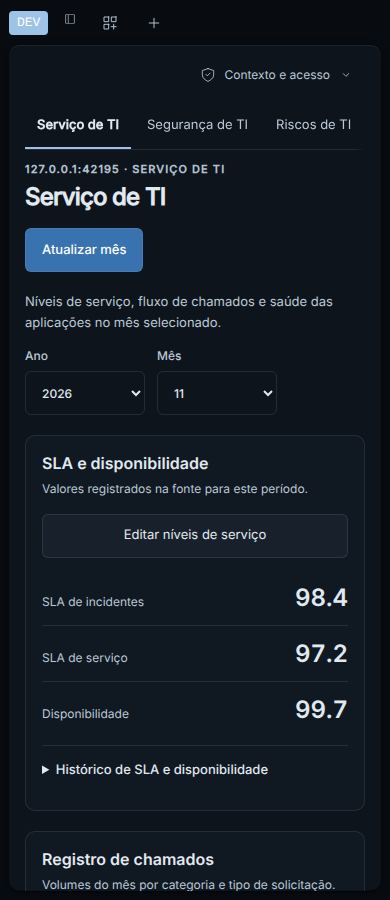 DEV
Contexto e acesso
Serviço de TI
Segurança de TI
Riscos de TI
127.0.0.1:42195 · SERVIÇO DE TI
Serviço de TI
Atualizar mês
Níveis de serviço, fluxo de chamados e saúde das
aplicações no mês selecionado.
Ano
Mês
2026
11
SLA e disponibilidade
Valores registrados na fonte para este período.
Editar níveis de serviço
SLA de incidentes
98.4
SLA de serviço
97.2
Disponibilidade
99.7
Histórico de SLA e disponibilidade
Registro de chamados
Volumes do mês por categoria e tipo de solicitação.